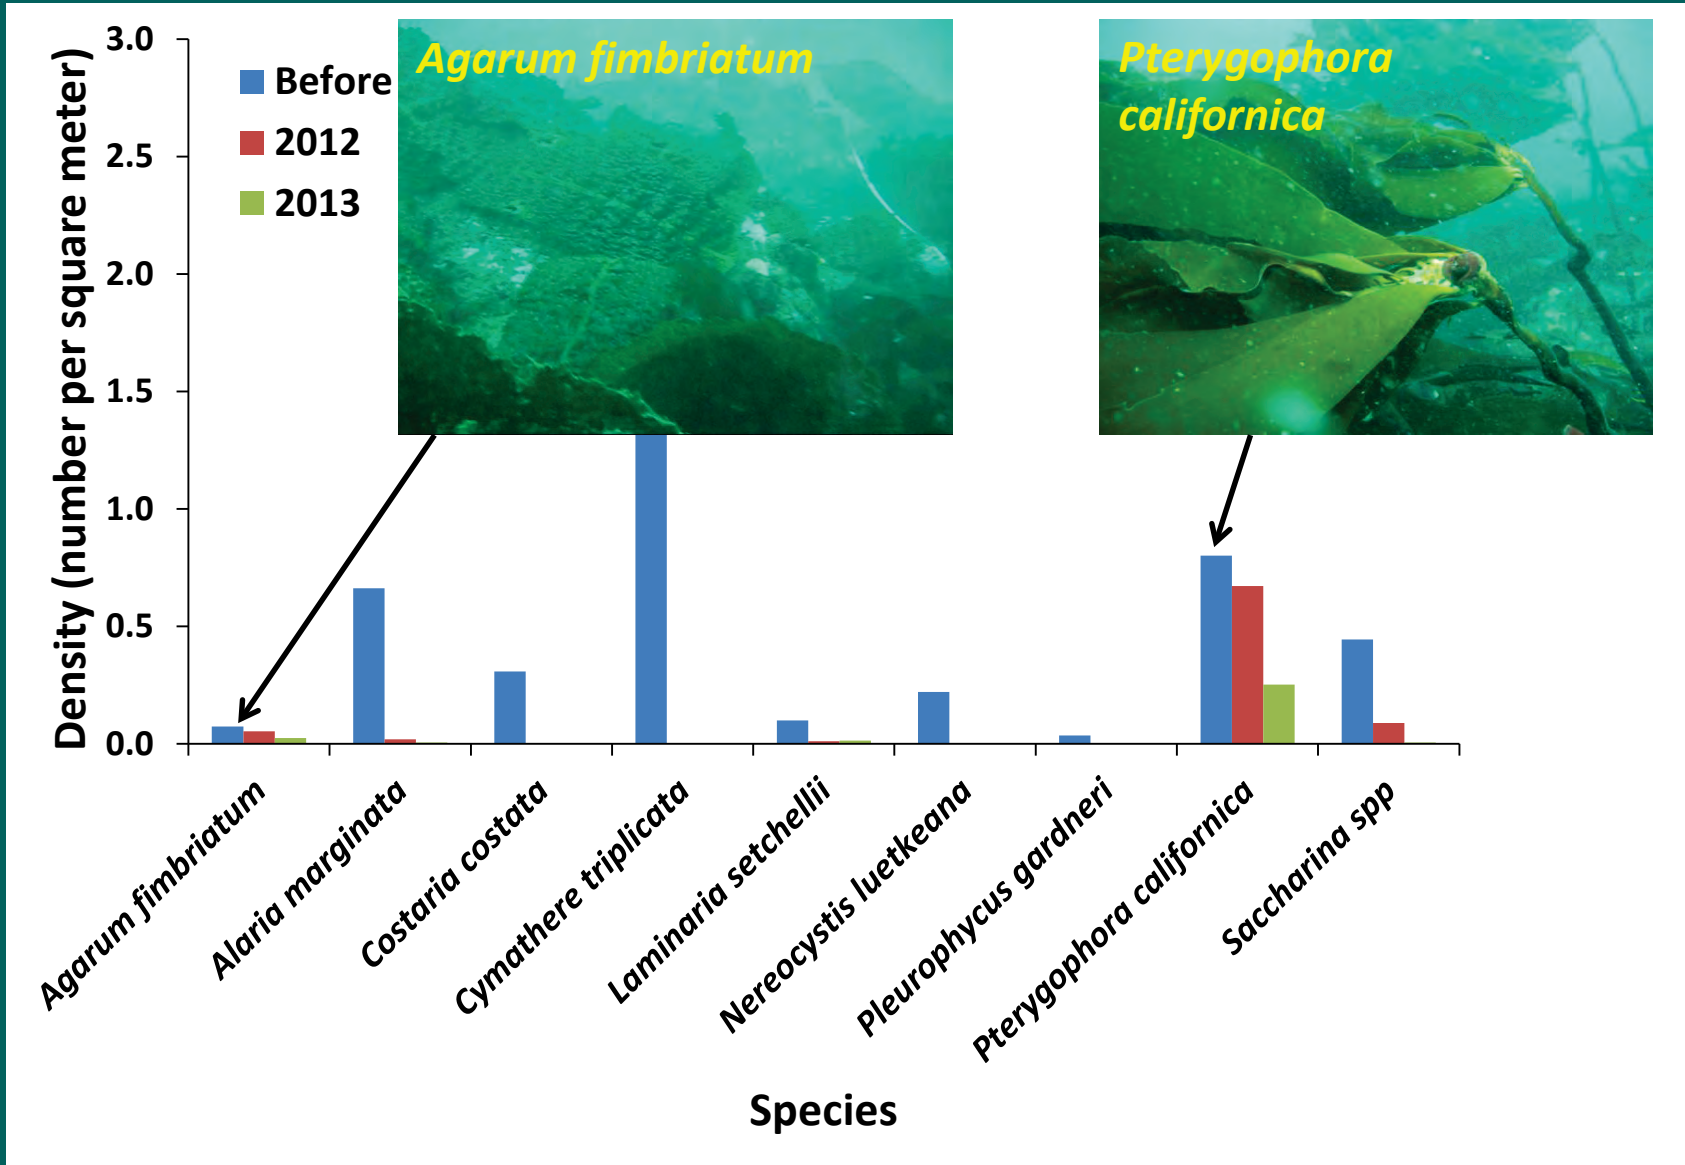 3.0
2.5
2.0
1.5
1.0
0.5
0.0
Density (number per square meter)
Before
2012
2013
Agarum fimbriatum
Pterygophora
californica
Agarum fimbriatum
Alaria marginata
Costaria costata
Cymathere triplicata
Laminaria setchellii
Nereocystis luetkeana
Pleurophycus gardneri
Pterygophora californica
Saccharina spp
Species